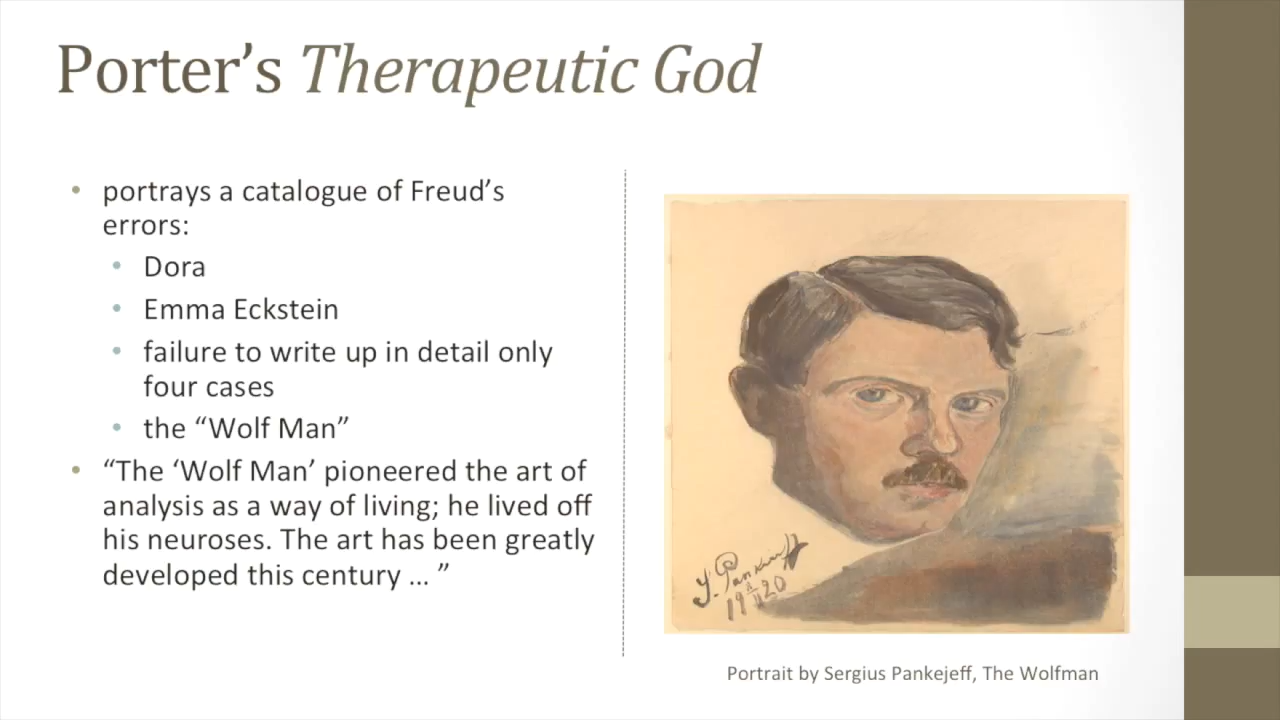 Porter’s Therapeutic God
• portrays a catalogue of Freud’s
errors:
• Dora
• Emma Eckstein
• failure to write up in detail only
four cases
• the “Wolf Man”
• “The ‘Wolf Man’ pioneered the art of
analysis as a way of living; he lived off
his neuroses. The art has been greatly
developed this century … ”
Portrait by Sergius Pankejeff, The Wolfman